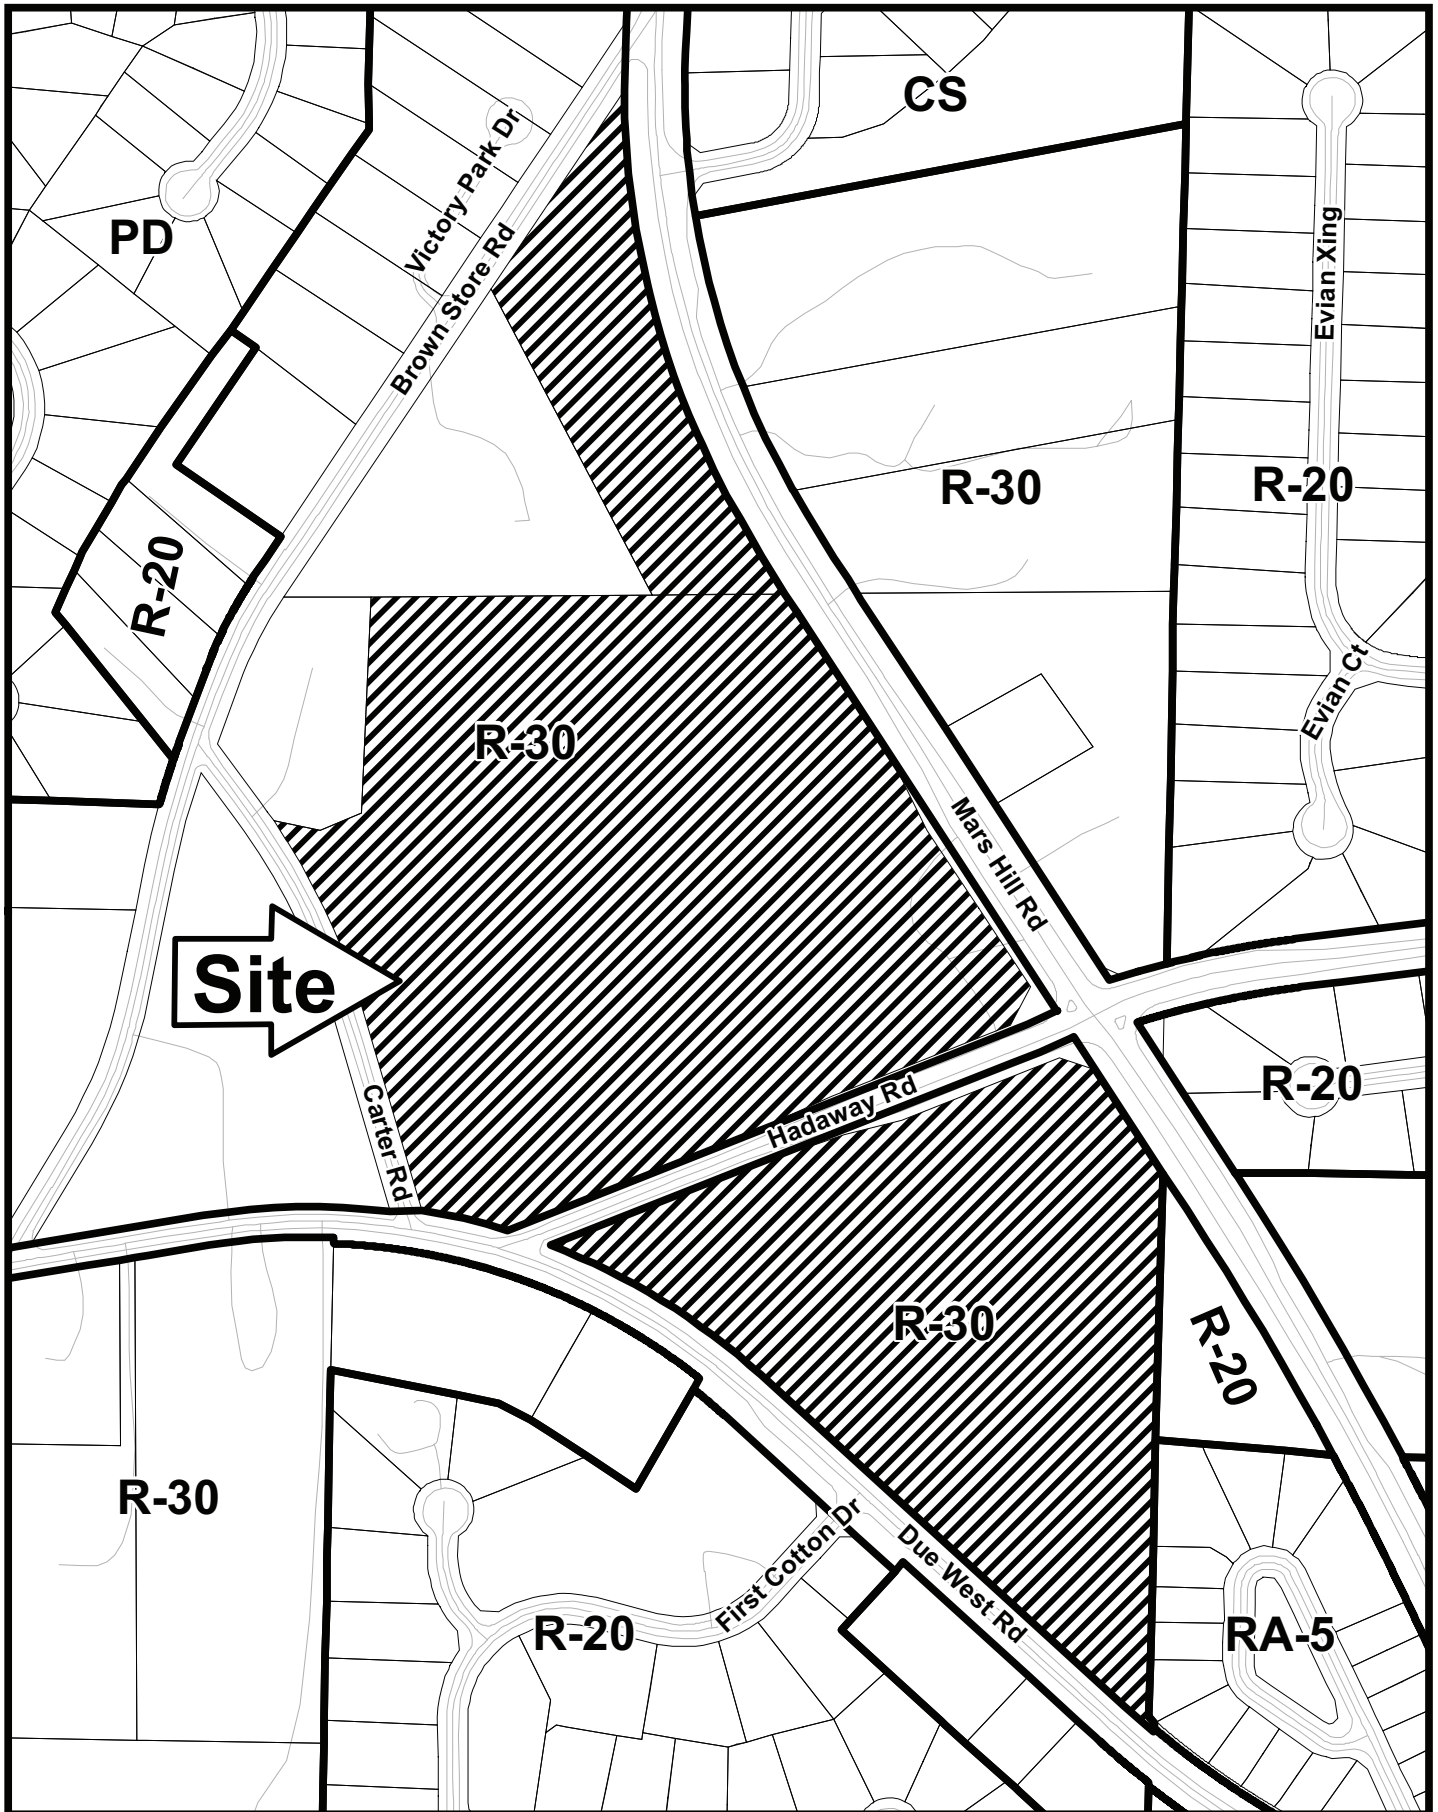 CS
Victory Park Dr
PD
Brown Store Rd
Evian Xing
R-30
R-20
R-20
Evian Ct
R-30
Mars Hill Rd
Site
R-20
Hadaway Rd
Carter Rd
R-30
R-20
R-30
First Cotton Dr
Due West Rd
R-20
RA-5